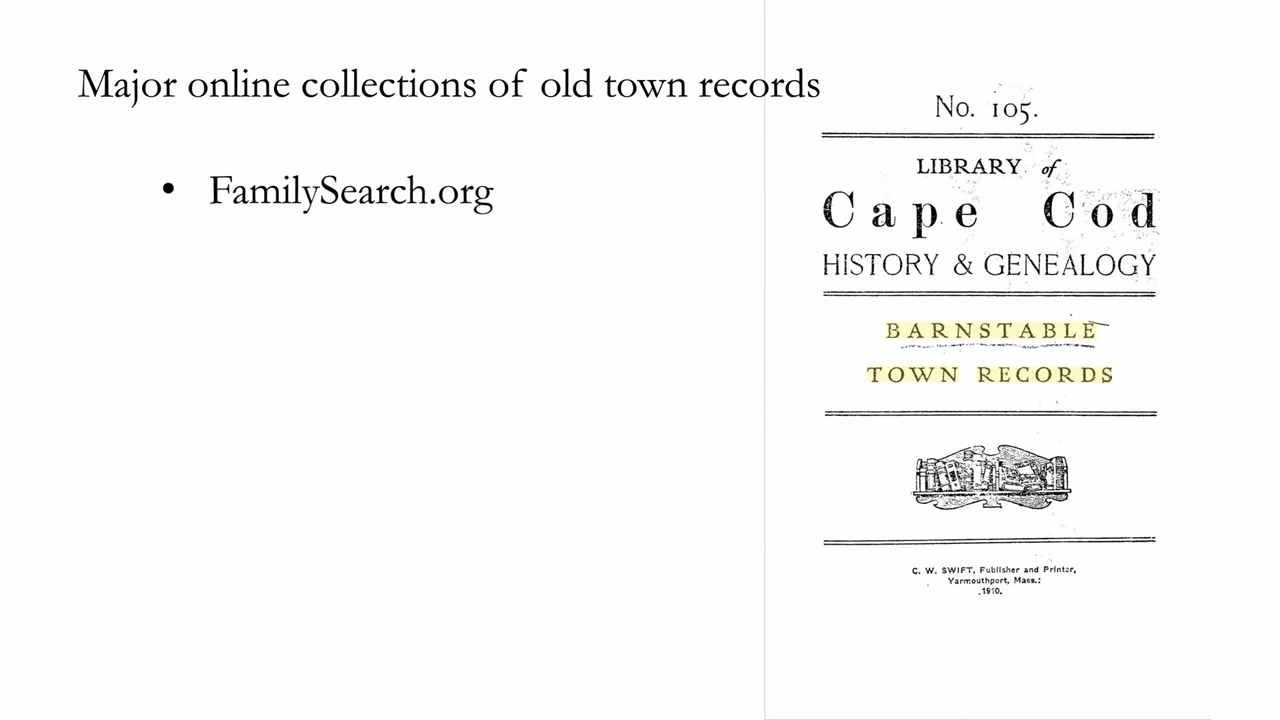 Major online collections of old town records
• FamilySearch.org
No. 105.
LIBRARY of
Cape Cod
HISTORY & GENEALOGY
BARNSTABLE
TOWN RECORDS
C. W. SWIFT, Publisher and Printer,
Yarmouthport, Mass.:
1910.